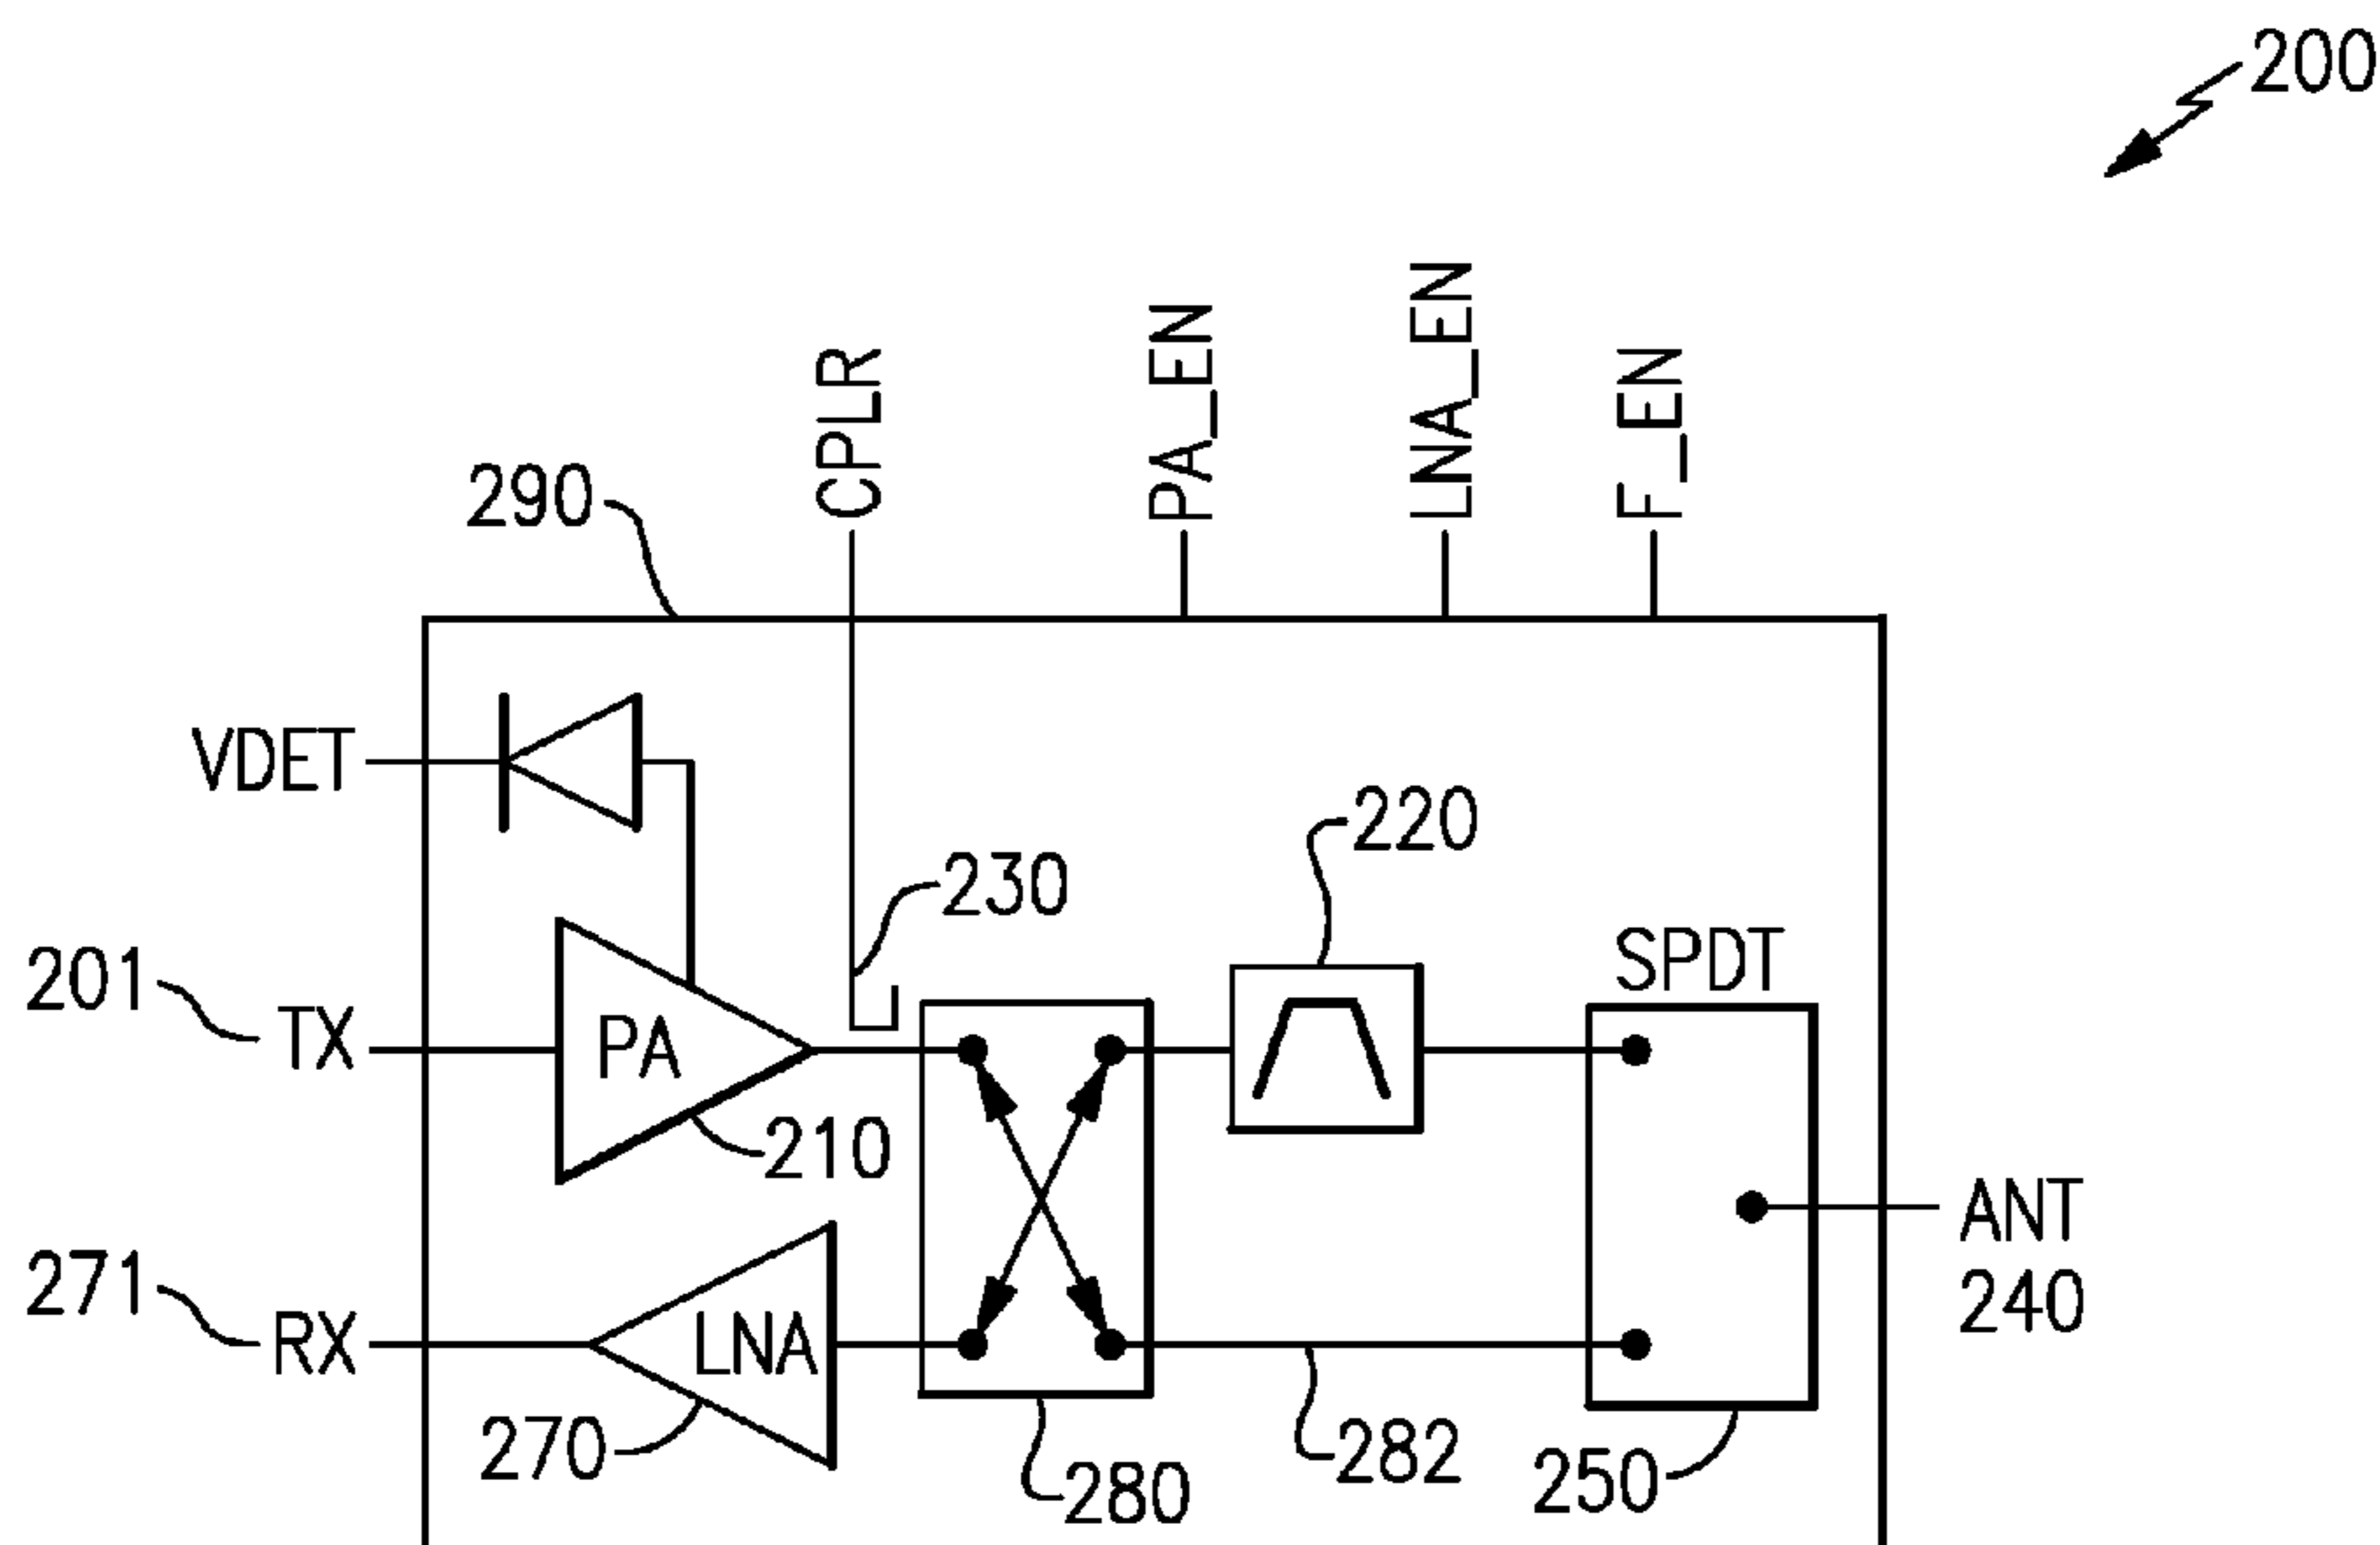 200
CPLR
PA_EN
LNA_EN
F_EN
290
VDET
220
230
SPDT
201
TX
PA
210
ANT
240
271
RX
LNA
270
280
282
250